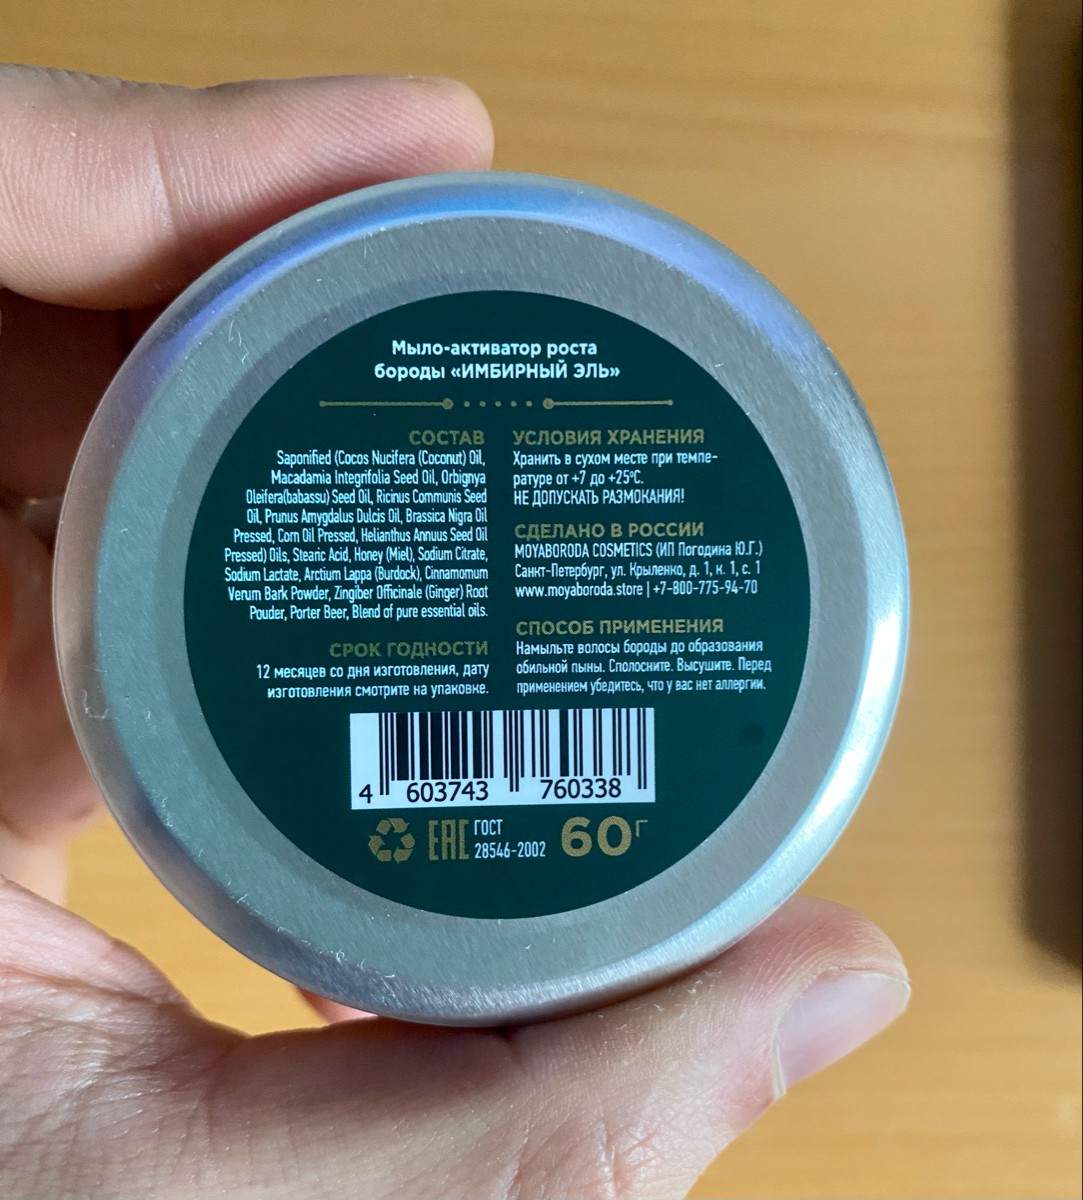 Мыло-активатор роста
бороды «ИМБИРНЫЙ ЭЛЬ»
СОСТАВ
Saponified (Cocos Nucifera (Coconut) Oil,
Macadamia Integrifolia Seed Oil, Orbignya
Oleifera(babassu) Seed Oil, Ricinus Communis Seed
Oil, Prunus Amygdalus Dulcis Oil, Brassica Nigra Oil
Pressed, Corn Oil Pressed, Helianthus Annuus Seed Oil
Pressed) Oils, Stearic Acid, Honey (Miel), Sodium Citrate,
Sodium Lactate, Arctium Lappa (Burdock), Cinnamomum
Verum Bark Powder, Zingiber Officinale (Ginger) Root
Pouder, Porter Beer, Blend of pure essential oils.
СРОК ГОДНОСТИ
12 месяцев со дня изготовления, дату
изготовления смотрите на упаковке.
УСЛОВИЯ ХРАНЕНИЯ
Хранить в сухом месте при темпе-
ратуре от +7 до +25°С.
НЕ ДОПУСКАТЬ РАЗМОКАНИЯ!
СДЕЛАНО В РОССИИ
MOYABORODA COSMETICS (ИП Погодина Ю.Г.)
Санкт-Петербург, ул. Крыленко, д. 1, к. 1, с. 1
www.moyaboroda.store | +7-800-775-94-70
СПОСОБ ПРИМЕНЕНИЯ
Намыльте волосы бороды до образования
обильной пыны. Сполосните. Высушите. Перед
применением убедитесь, что у вас нет аллергии.
4 603743 760338
ЕАС ГОСТ
28546-2002
60г